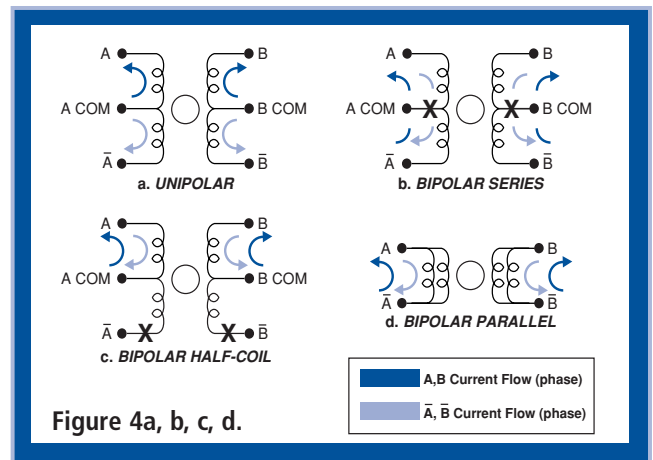 A B
A COM B COM
Ā B̄
a. UNIPOLAR
A B
A COM X X B COM
Ā B̄
b. BIPOLAR SERIES
A B
A COM B COM
Ā X X B̄
c. BIPOLAR HALF-COIL
A B
Ā B̄
d. BIPOLAR PARALLEL
A,B Current Flow (phase)
Ā, B̄ Current Flow (phase)
Figure 4a, b, c, d.